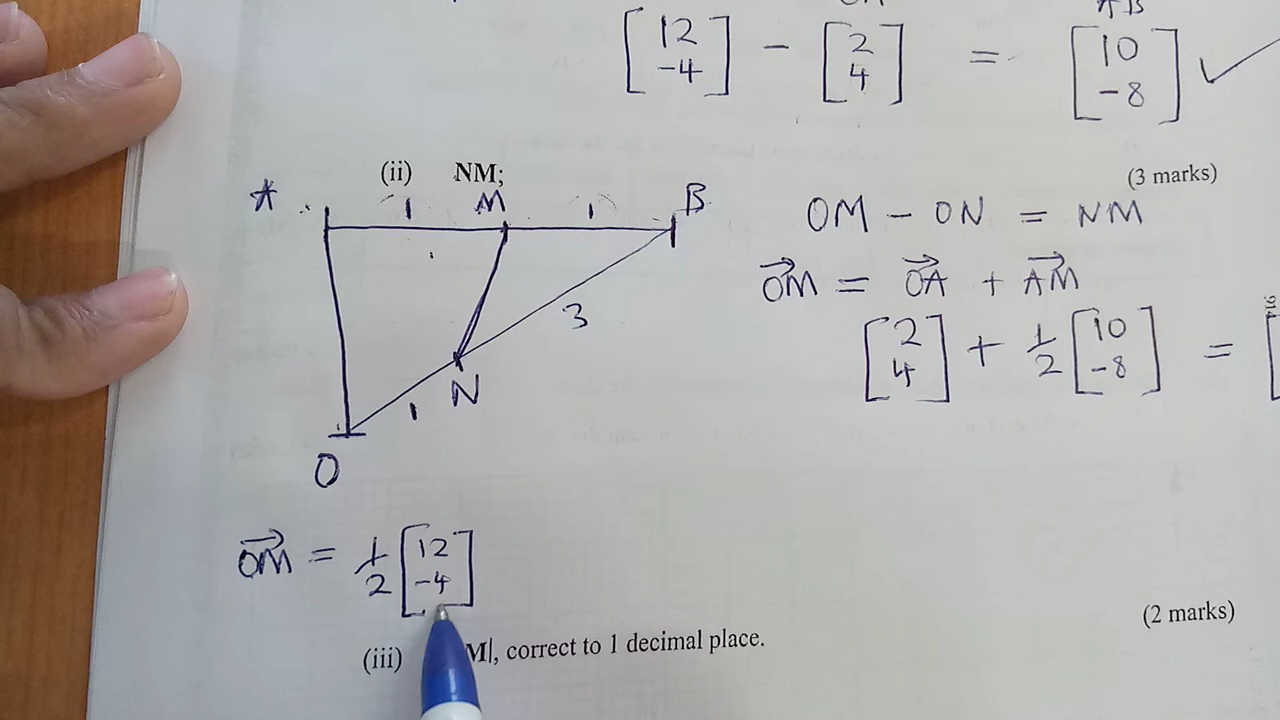 [12 -4] - [2 4] = [10 -8] ✓
(3 marks)
(ii) NM;
A 1 M 1 B
3
N
1
O
OM - ON = NM
OM = OA + AM
[2 4] + 1/2 [10 -8] = [
OM = 1/2 [12 -4]
(2 marks)
(iii) M|, correct to 1 decimal place.